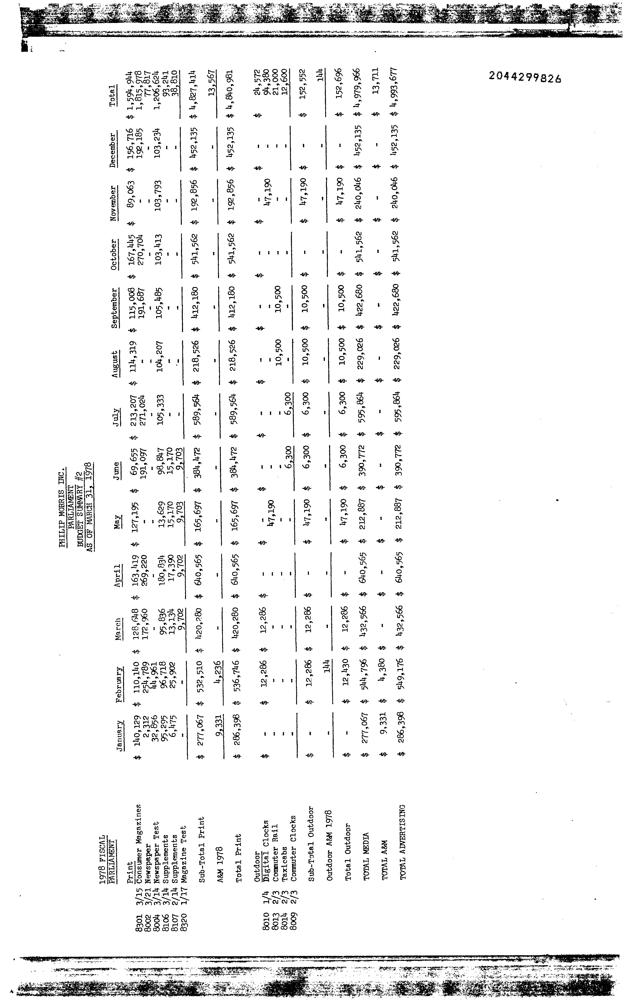 2044299826
PHILIP MORRIS INC.
PARLIAMENT
BUDGET SUMMARY #2
AS OF MARCH 31, 1978
1978 FISCAL
PARLIAMENT January February March April May June July August September October November December Total
Print
8301 3/15 Consumer Magazines $ 140,129 $ 110,140 $ 128,648 $ 163,419 $ 127,195 $ 69,655 $ 213,207 $ 114,319 $ 115,008 $ 167,445 $ 89,063 $ 156,716 $ 1,594,944
8002 3/21 Newspaper 2,312 254,789 172,960 269,220 - 191,097 271,024 - 191,687 270,704 - 192,185 1,815,978
8004 3/14 Newspaper Test 32,856 44,961 - - - - - - - - - - 77,817
8106 3/14 Supplements 95,295 96,718 95,836 180,834 13,629 98,847 105,333 104,207 105,485 103,413 103,793 103,234 1,206,624
8107 2/14 Supplements 6,475 25,902 13,134 17,390 15,170 15,170 - - - - - - 93,241
8320 1/17 Magazine Test - - 9,702 9,702 9,703 9,703 - - - - - - 38,810
Sub-Total Print $ 277,067 $ 532,510 $ 420,280 $ 640,565 $ 165,697 $ 384,472 $ 589,564 $ 218,526 $ 412,180 $ 541,562 $ 192,856 $ 452,135 $ 4,827,414
A&M 1978 9,331 4,236 - - - - - - - - - - 13,567
Total Print $ 286,398 $ 536,746 $ 420,280 $ 640,565 $ 165,697 $ 384,472 $ 589,564 $ 218,526 $ 412,180 $ 541,562 $ 192,856 $ 452,135 $ 4,840,981
Outdoor
8010 1/4 Digital Clocks $ - $ 12,286 $ 12,286 $ - $ - $ - $ - $ - $ - $ - $ - $ - $ 24,572
8013 2/3 Commuter Rail - - - - 47,190 - - - - - 47,190 - 94,380
8014 2/3 Taxicabs - - - - - - - 10,500 10,500 - - - 21,000
8009 2/3 Commuter Clocks - - - - - 6,300 6,300 - - - - - 12,600
Sub-Total Outdoor $ - $ 12,286 $ 12,286 $ - $ 47,190 $ 6,300 $ 6,300 $ 10,500 $ 10,500 $ - $ 47,190 $ - $ 152,552
Outdoor A&M 1978 - 144 - - - - - - - - - - 144
Total Outdoor $ - $ 12,430 $ 12,286 $ - $ 47,190 $ 6,300 $ 6,300 $ 10,500 $ 10,500 $ - $ 47,190 $ - $ 152,696
TOTAL MEDIA $ 277,067 $ 544,796 $ 432,566 $ 640,565 $ 212,887 $ 390,772 $ 595,864 $ 229,026 $ 422,680 $ 541,562 $ 240,046 $ 452,135 $ 4,979,966
TOTAL A&M $ 9,331 $ 4,380 $ - $ - $ - $ - $ - $ - $ - $ - $ - $ - $ 13,711
TOTAL ADVERTISING $ 286,398 $ 549,176 $ 432,566 $ 640,565 $ 212,887 $ 390,772 $ 595,864 $ 229,026 $ 422,680 $ 541,562 $ 240,046 $ 452,135 $ 4,993,677